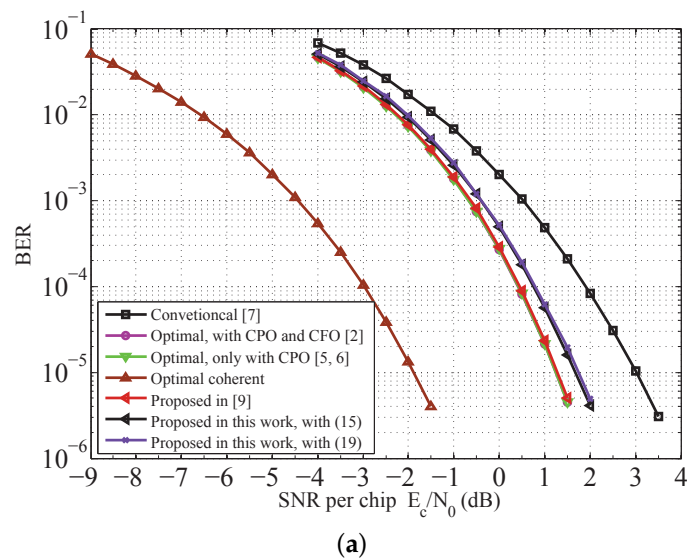 10^-1
10^-2
10^-3
10^-4
10^-5
10^-6
BER
Convetioncal [7]
Optimal, with CPO and CFO [2]
Optimal, only with CPO [5, 6]
Optimal coherent
Proposed in [9]
Proposed in this work, with (15)
Proposed in this work, with (19)
−9 −8 −7 −6 −5 −4 −3 −2 −1 0 1 2 3 4
SNR per chip E_c/N_0 (dB)
(a)